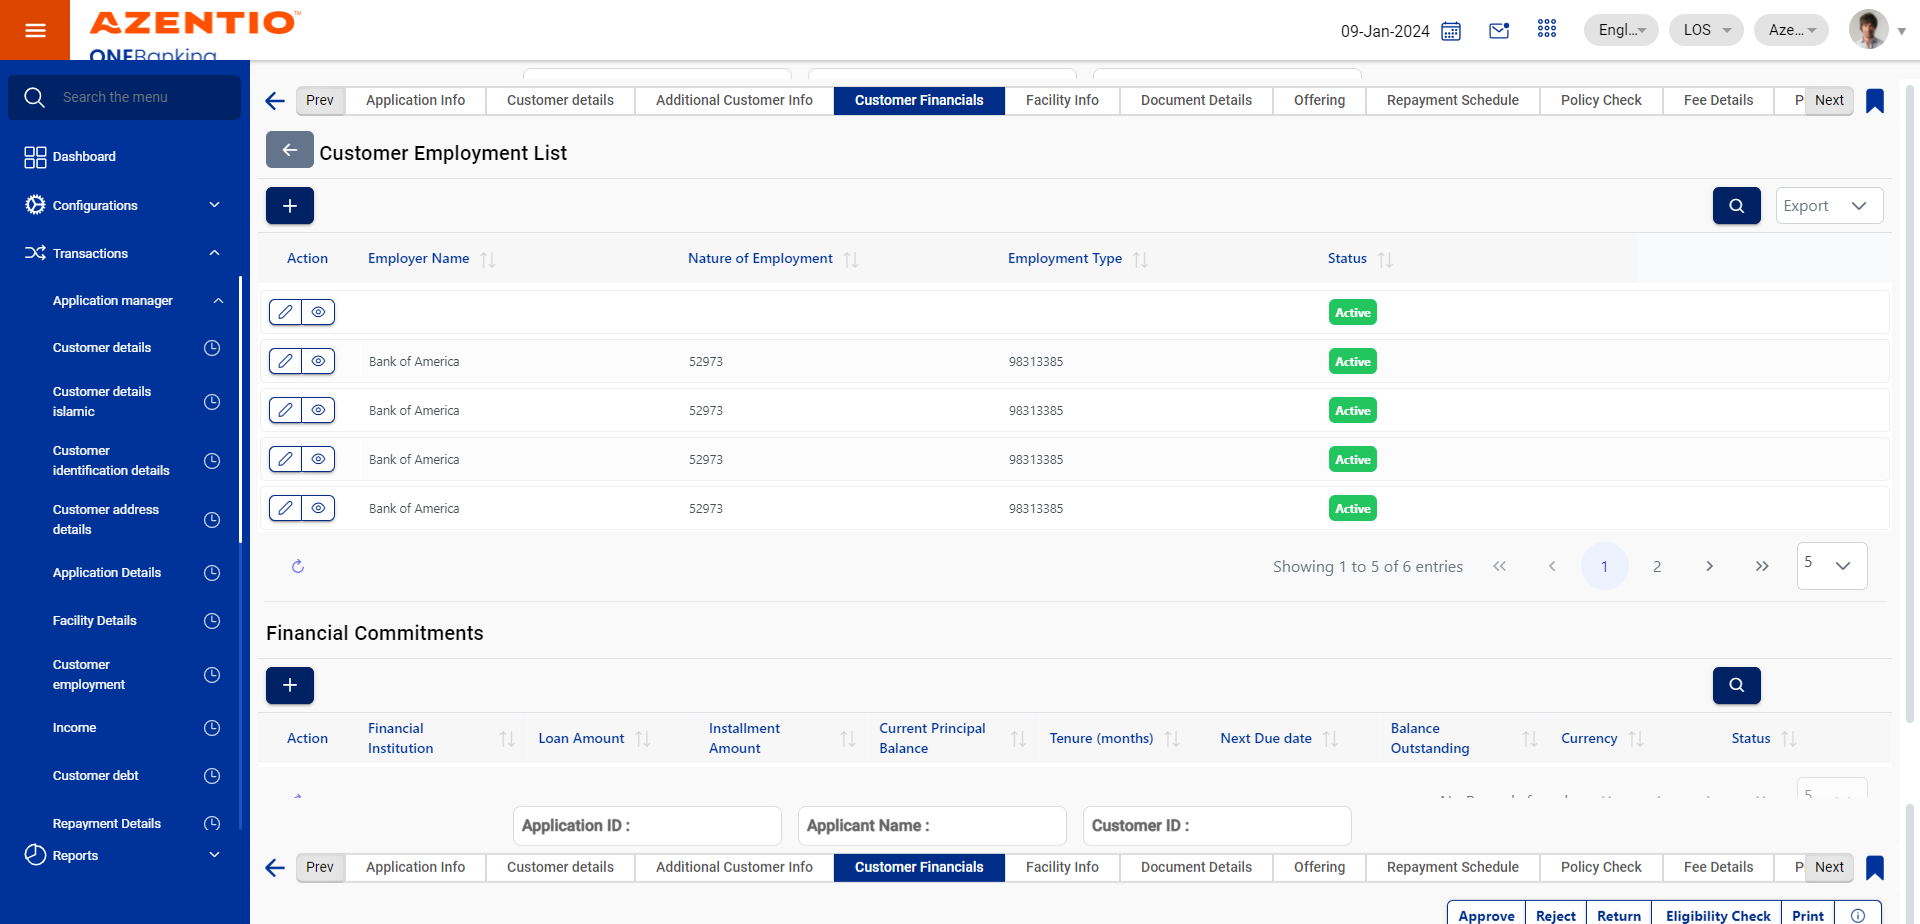 AZENTIO™
ONEBanking
09-Jan-2024
Engl...
LOS
Aze...
Search the menu
Dashboard
Configurations
Transactions
Application manager
Customer details
Customer details
islamic
Customer
identification details
Customer address
details
Application Details
Facility Details
Customer
employment
Income
Customer debt
Repayment Details
Reports
Prev
Application Info
Customer details
Additional Customer Info
Customer Financials
Facility Info
Document Details
Offering
Repayment Schedule
Policy Check
Fee Details
P
Next
Customer Employment List
Export
Action
Employer Name
Nature of Employment
Employment Type
Status
Active
Bank of America 52973 98313385 Active
Bank of America 52973 98313385 Active
Bank of America 52973 98313385 Active
Bank of America 52973 98313385 Active
Showing 1 to 5 of 6 entries
1
2
5
Financial Commitments
Action
Financial
Institution
Loan Amount
Installment
Amount
Current Principal
Balance
Tenure (months)
Next Due date
Balance
Outstanding
Currency
Status
5
Application ID :
Applicant Name :
Customer ID :
Prev
Application Info
Customer details
Additional Customer Info
Customer Financials
Facility Info
Document Details
Offering
Repayment Schedule
Policy Check
Fee Details
P
Next
Approve
Reject
Return
Eligibility Check
Print